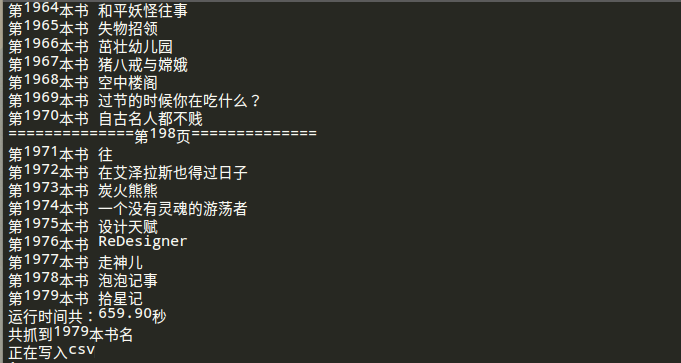 第1964本书 和平妖怪往事
第1965本书 失物招领
第1966本书 茁壮幼儿园
第1967本书 猪八戒与嫦娥
第1968本书 空中楼阁
第1969本书 过节的时候你在吃什么？
第1970本书 自古名人都不贱
==============第198页==============
第1971本书 往
第1972本书 在艾泽拉斯也得过日子
第1973本书 炭火熊熊
第1974本书 一个没有灵魂的游荡者
第1975本书 设计天赋
第1976本书 ReDesigner
第1977本书 走神儿
第1978本书 泡泡记事
第1979本书 拾星记
运行时间共：659.90秒
共抓到1979本书名
正在写入csv